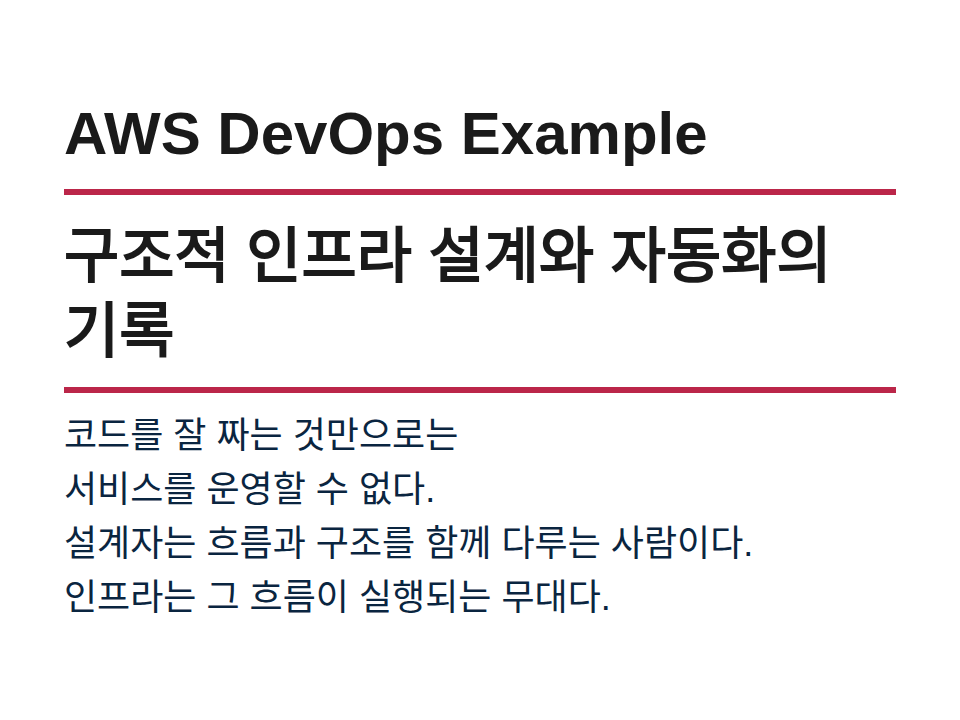 AWS DevOps Example
구조적 인프라 설계와 자동화의
기록
코드를 잘 짜는 것만으로는
서비스를 운영할 수 없다.
설계자는 흐름과 구조를 함께 다루는 사람이다.
인프라는 그 흐름이 실행되는 무대다.